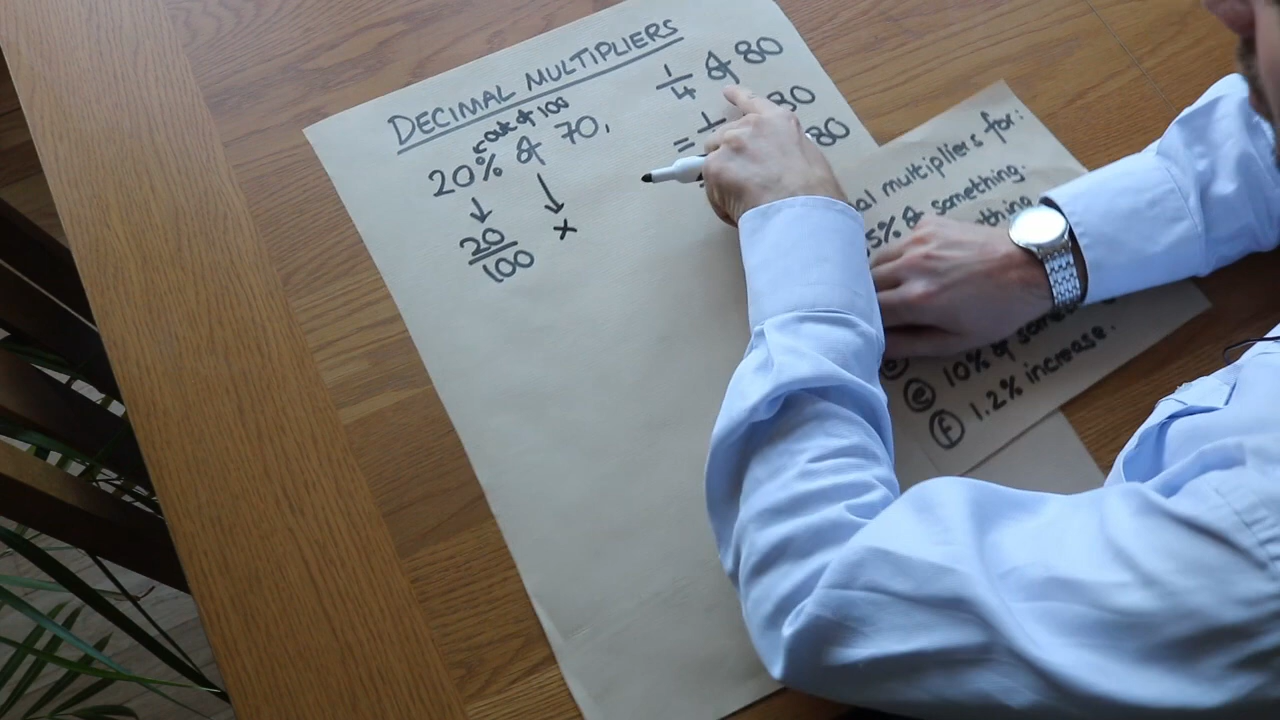 DECIMAL MULTIPLIERS
out of 100
20% of 70.
20
100
×
1/4 of 80
= 1 80
80
al multipliers for:
5% of something.
thing
10% of
e 10% of
f 1.2% increase.